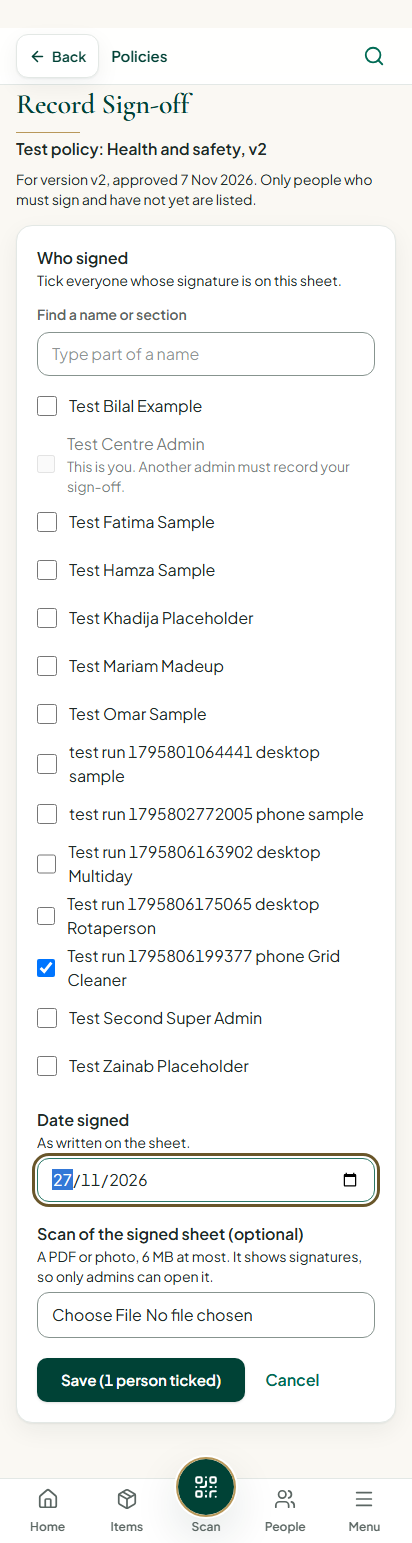 Back
Policies
Record Sign-off
Test policy: Health and safety, v2
For version v2, approved 7 Nov 2026. Only people who
must sign and have not yet are listed.
Who signed
Tick everyone whose signature is on this sheet.
Find a name or section
Type part of a name
Test Bilal Example
Test Centre Admin
This is you. Another admin must record your
sign-off.
Test Fatima Sample
Test Hamza Sample
Test Khadija Placeholder
Test Mariam Madeup
Test Omar Sample
test run 1795801064441 desktop
sample
test run 1795802772005 phone sample
Test run 1795806163902 desktop
Multiday
Test run 1795806175065 desktop
Rotaperson
Test run 1795806199377 phone Grid
Cleaner
Test Second Super Admin
Test Zainab Placeholder
Date signed
As written on the sheet.
27/11/2026
Scan of the signed sheet (optional)
A PDF or photo, 6 MB at most. It shows signatures,
so only admins can open it.
Choose File No file chosen
Save (1 person ticked)
Cancel
Home
Items
Scan
People
Menu